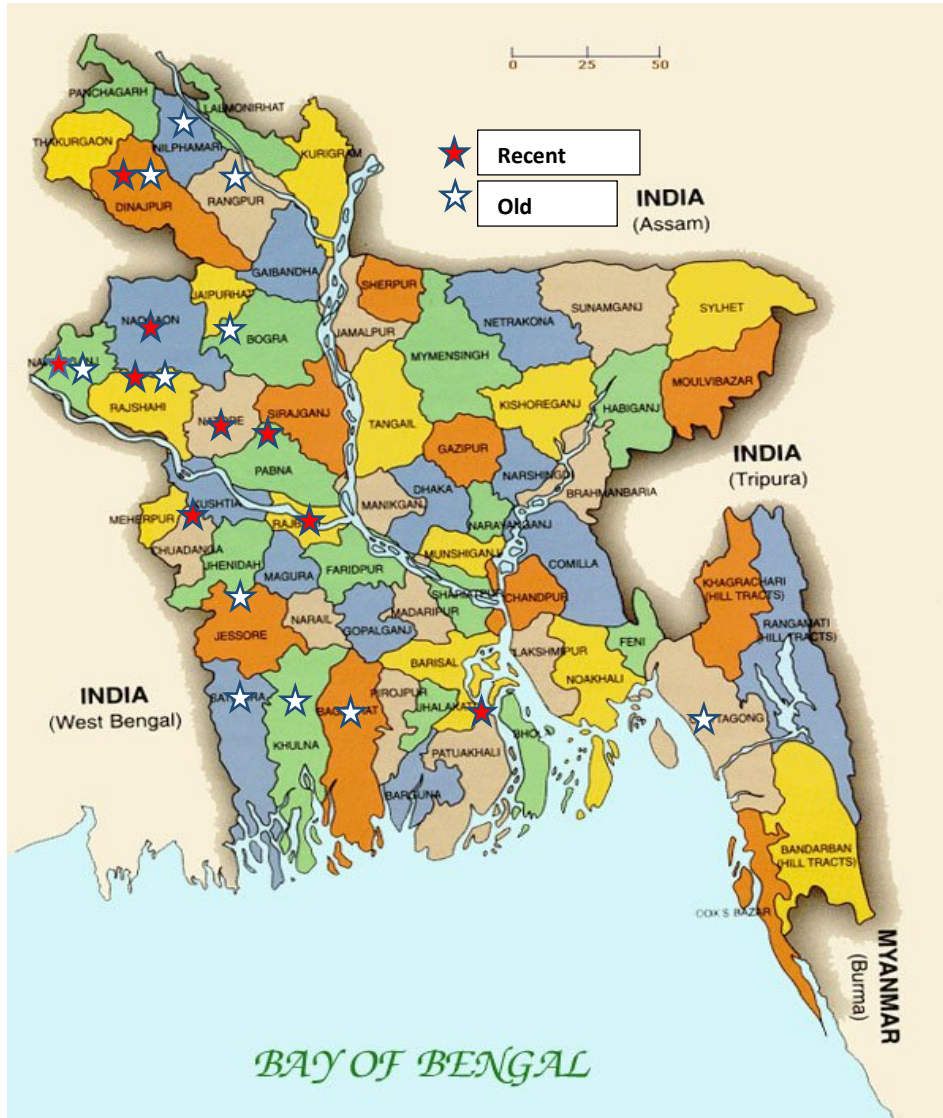 PANCHAGARH
LALMONIRHAT
THAKURGAON
NILPHAMARI
KURIGRAM
0 25 50
Recent
Old
INDIA
(Assam)
DINAJPUR
RANGPUR
GAIBANDHA
JAIPURHAT
SHERPUR
SUNAMGANJ
SYLHET
NETRAKONA
BOGRA
JAMALPUR
MYMENSINGH
MOULVIBAZAR
RAJSHAHI
SIRAJGANJ
TANGAIL
KISHOREGANJ
HABIGANJ
GAZIPUR
PABNA
DHAKA
NARSHINGDI
INDIA
(Tripura)
BRAHMANBARIA
MANIKGANJ
KUSHTIA
MEHERPUR
NARAYANGANJ
CHUADANGA
JHENIDAH
MAGURA
FARIDPUR
MUNSHIGANJ
COMILLA
SHARIATPUR
CHANDPUR
KHAGRACHARI
(HILL TRACTS)
RANGAMATI
(HILL TRACTS)
NARAIL
MADARIPUR
GOPALGANJ
JESSORE
FENI
LAKSHMIPUR
BARISAL
NOAKHALI
INDIA
(West Bengal)
PIROJPUR
KHULNA
BHOLA
PATUAKHALI
BARGUNA
BANDARBAN
(HILL TRACTS)
COX'S BAZAR
MYANMAR
(Burma)
BAY OF BENGAL